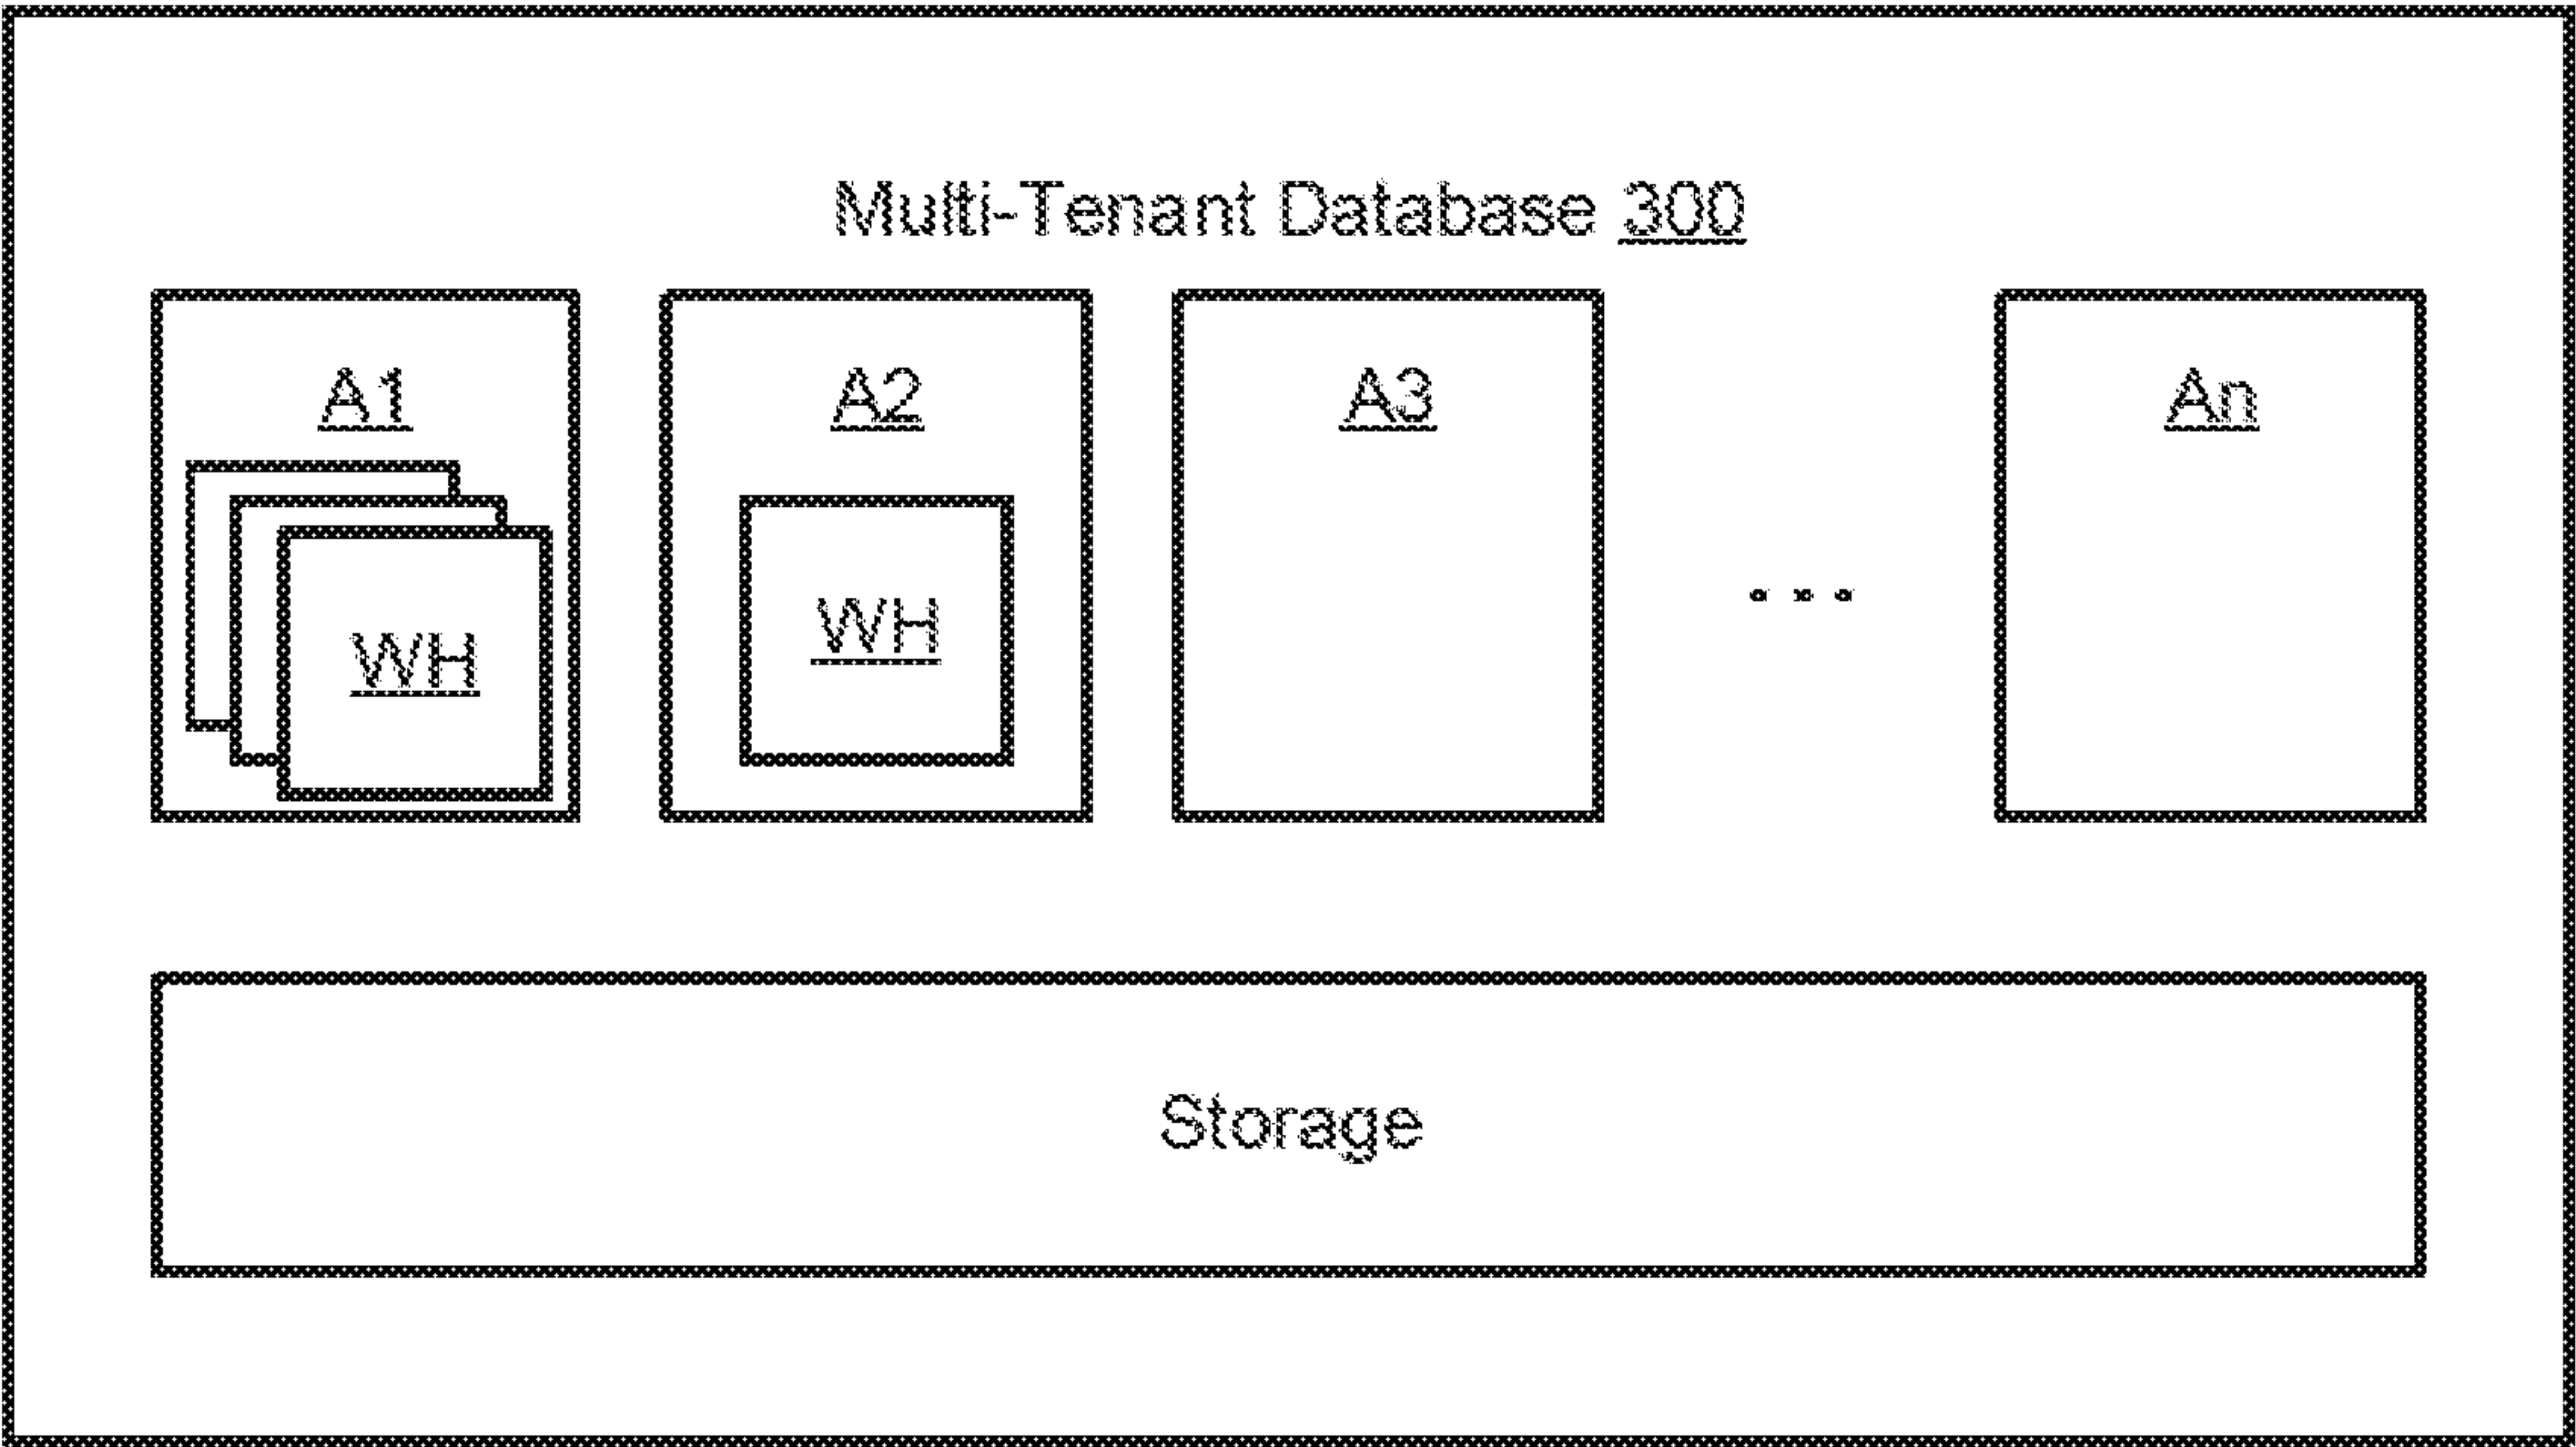 Multi-Tenant Database 300
A1
A2
A3
An
WH
WH
...
Storage